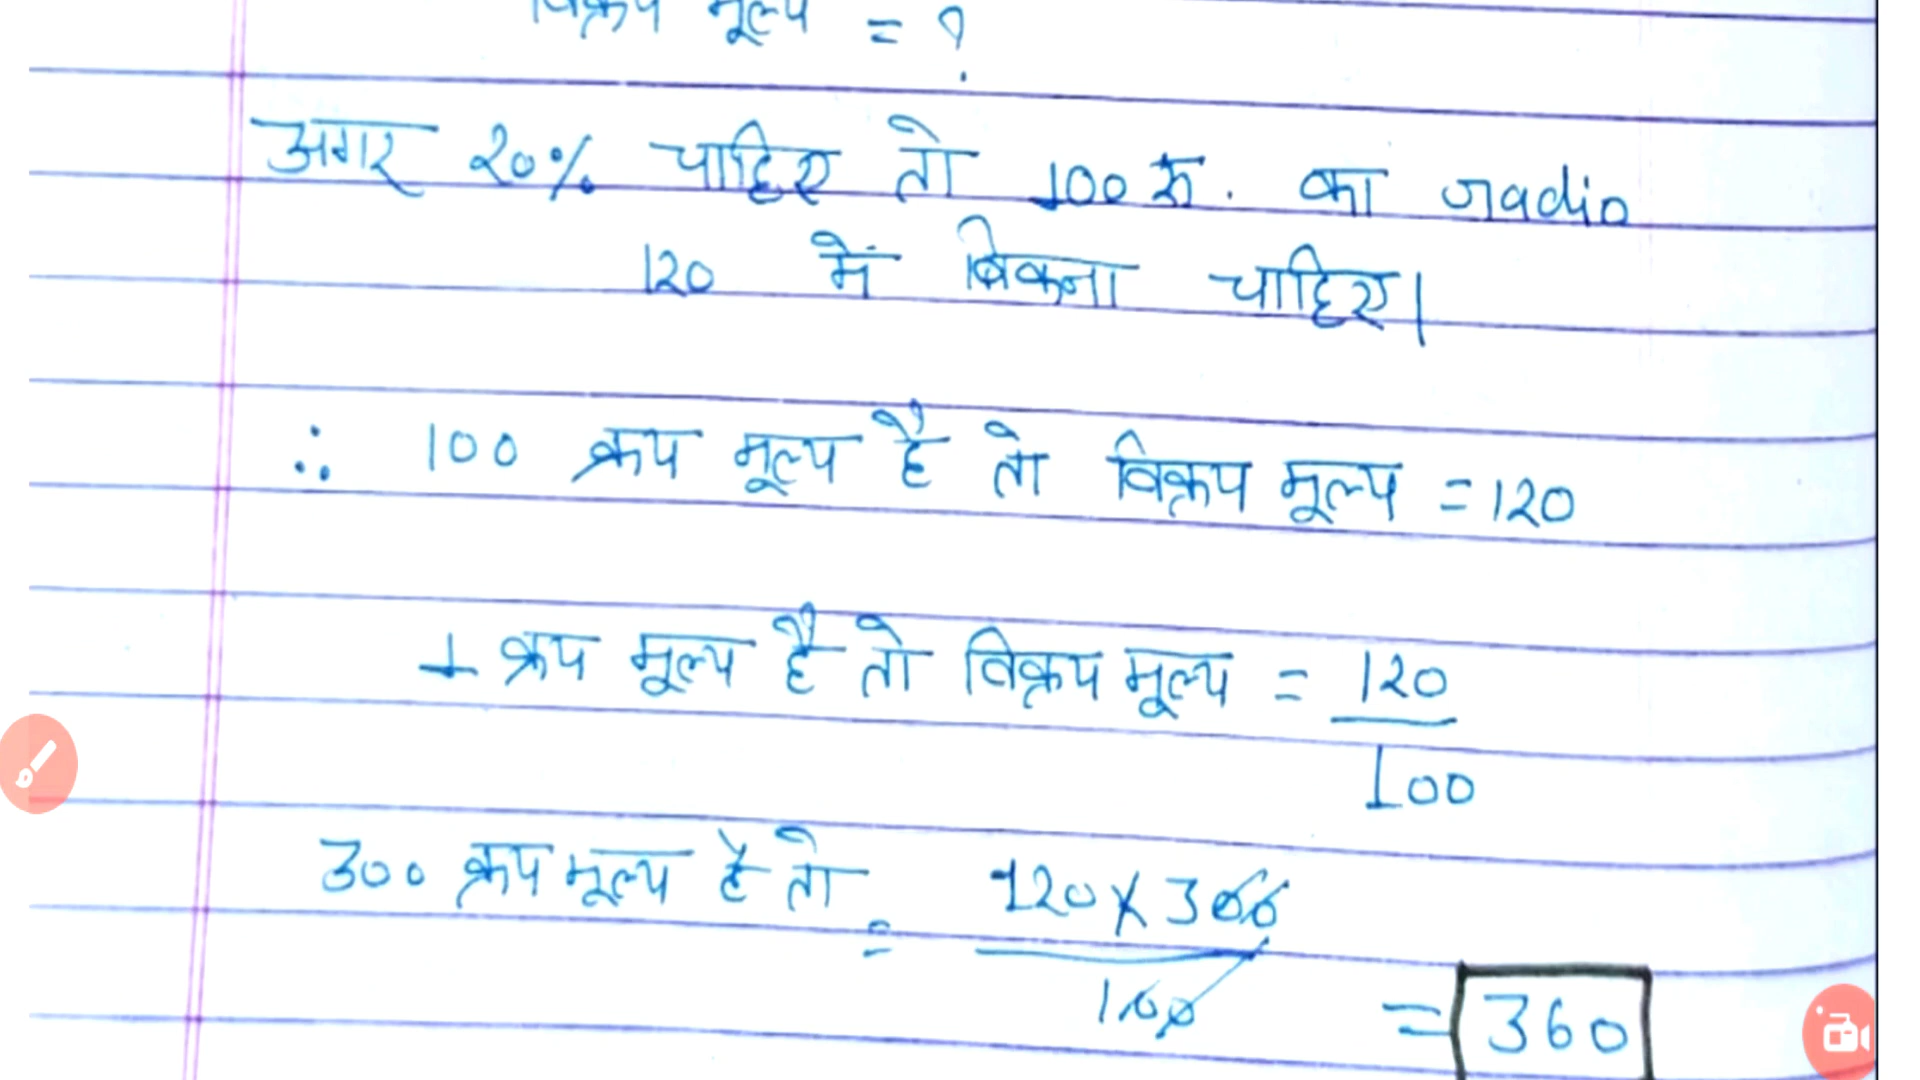 विक्रय मूल्य = ?
अगर 20% चाहिए तो 100 रू. का radio
120 में बिकना चाहिए।
∴ 100 क्रय मूल्य है तो विक्रय मूल्य = 120
1 क्रय मूल्य है तो विक्रय मूल्य = 120/100
300 क्रय मूल्य है तो = 120 x 300/100
= 360